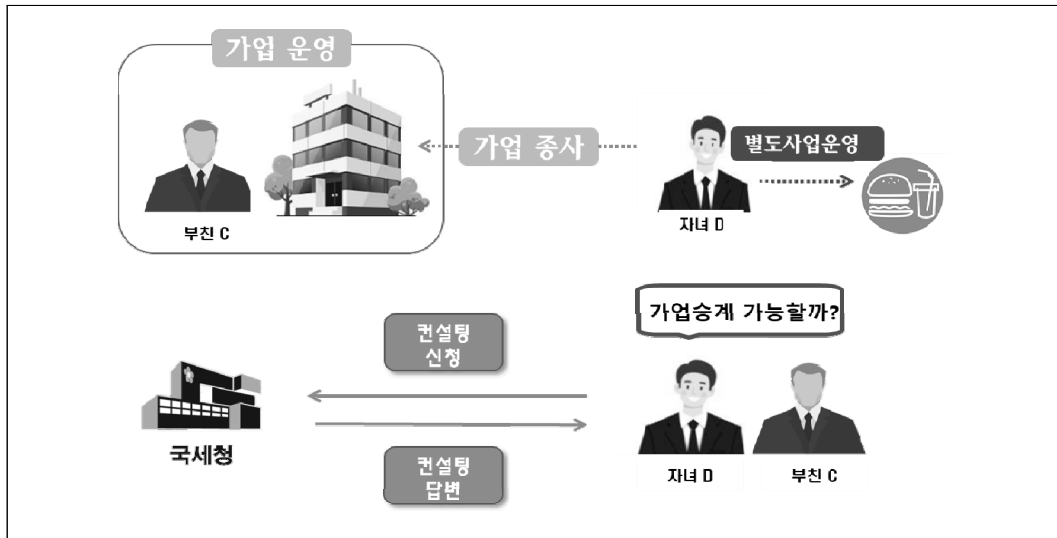 가업 운영
가업 종사
별도사업운영
부친 C
자녀 D
가업승계 가능할까?
컨설팅
신청
국세청
컨설팅
답변
자녀 D
부친 C